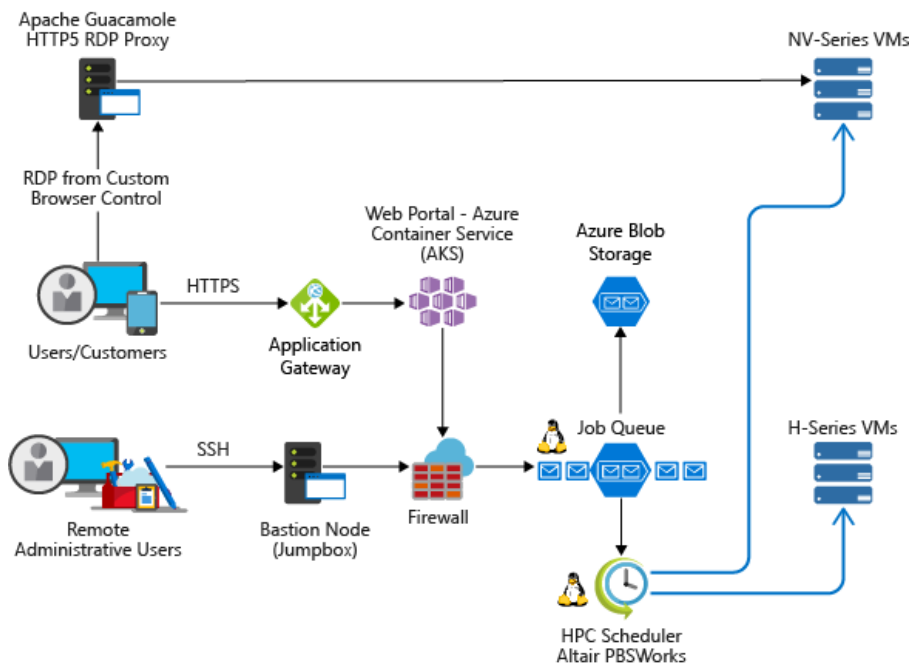 Apache Guacamole
HTTP5 RDP Proxy
NV-Series VMs
RDP from Custom
Browser Control
Web Portal - Azure
Container Service
(AKS)
Azure Blob
Storage
HTTPS
Users/Customers
Application
Gateway
Job Queue
H-Series VMs
SSH
Remote
Administrative Users
Bastion Node
(Jumpbox)
Firewall
HPC Scheduler
Altair PBSWorks